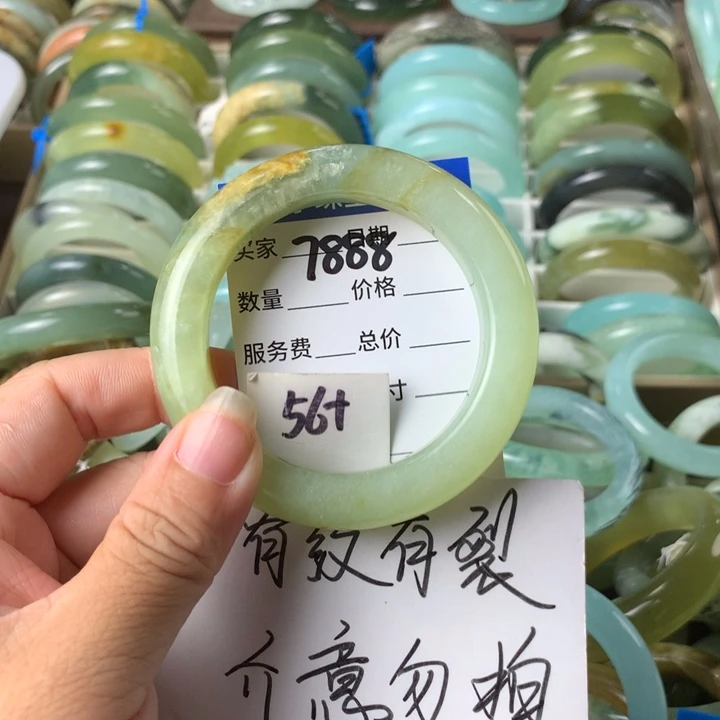 买家 日期
7888
数量 价格
服务费 总价
寸
56+
有纹有裂
介意勿拍